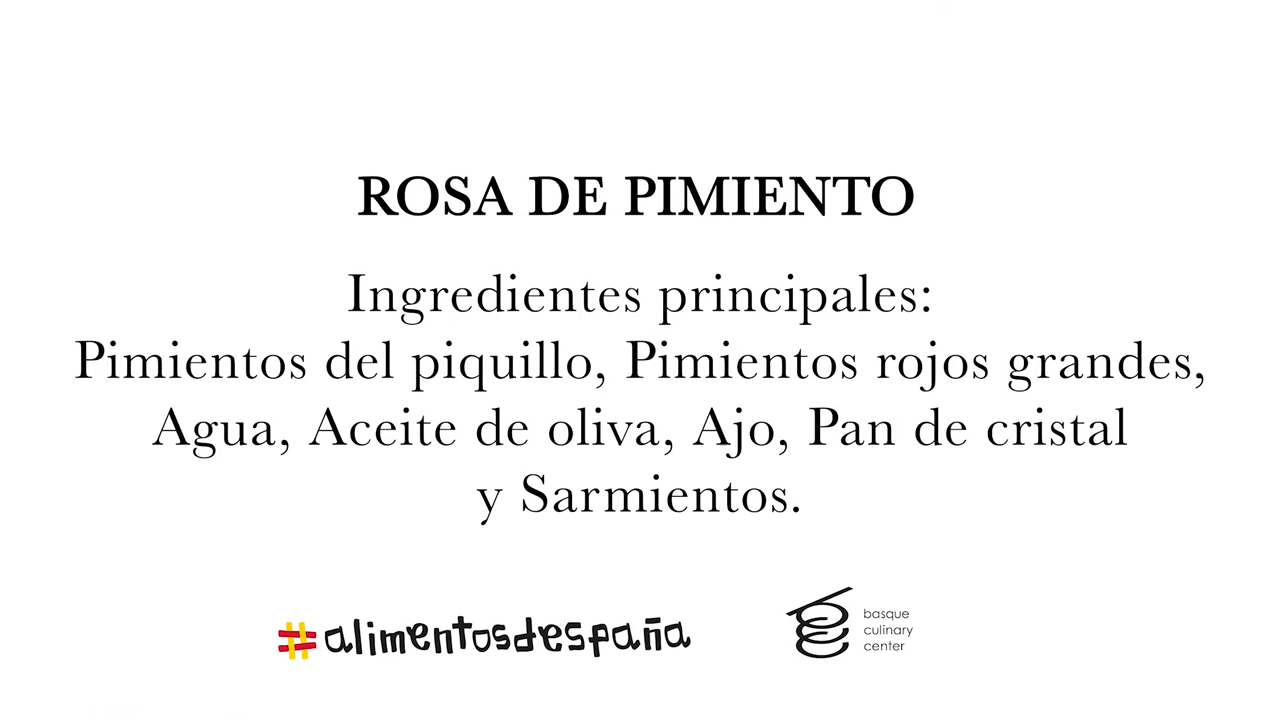 ROSA DE PIMIENTO
Ingredientes principales:
Pimientos del piquillo, Pimientos rojos grandes,
Agua, Aceite de oliva, Ajo, Pan de cristal
y Sarmientos.
#alimentosdespaña
basque
culinary
center